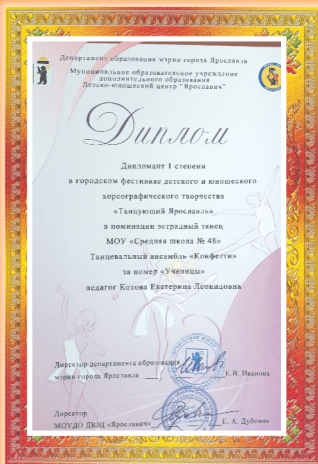 Департамент образования мэрии города Ярославля
Муниципальное образовательное учреждение
дополнительного образования
Детско-юношеский центр "Ярославич"
Диплом
Дипломант I степени
в городском фестивале детского и юношеского
хореографического творчества
«Танцующий Ярославль»
в номинации эстрадный танец
МОУ «Средняя школа № 48»
Танцевальный ансамбль «Конфетти»
за номер «Ученицы»
педагог Котова Екатерина Леонидовна
Директор департамента образования
мэрии города Ярославля Е.И. Иванова
Директор
МОУДО ДЮЦ «Ярославич» Е. А. Дубовик